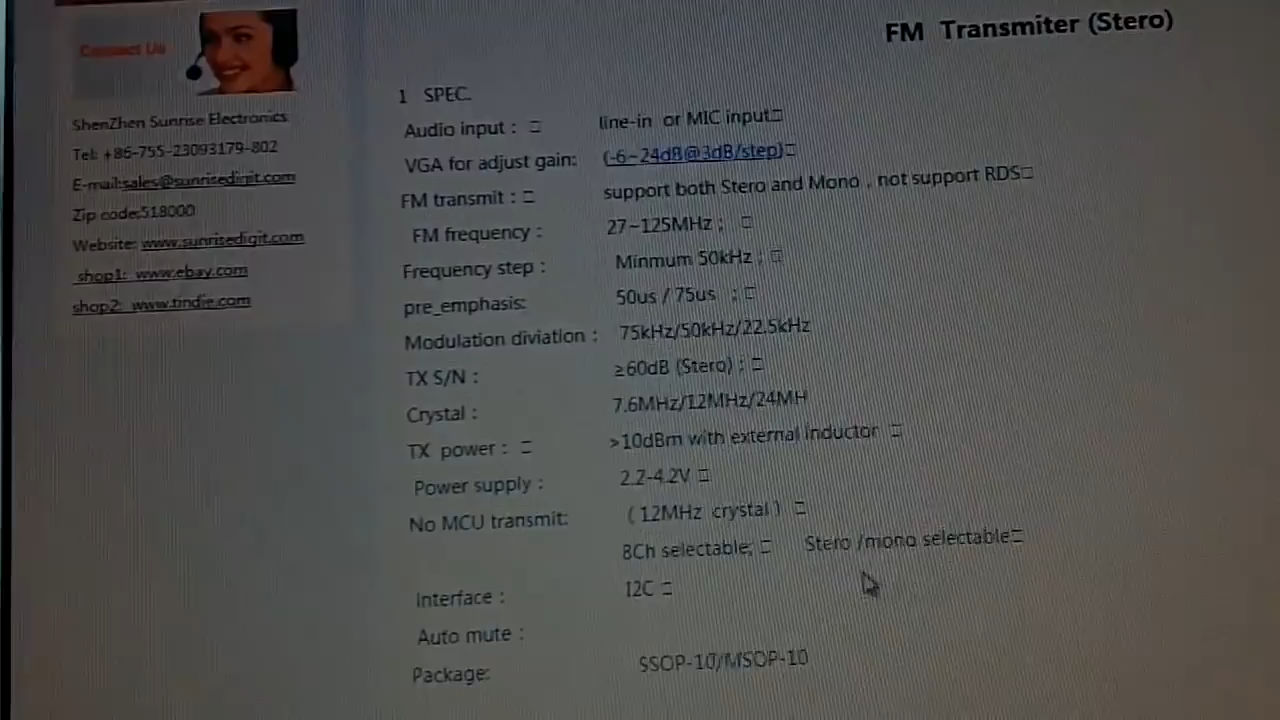 FM Transmiter (Stero)
Contact Us
ShenZhen Sunrise Electronics
Tel: +86-755-23093179-802
E-mail:sales@sunrisedigit.com
Zip code:518000
Website: www.sunrisedigit.com
shop1: www.ebay.com
shop2: www.tindie.com
1 SPEC.
Audio input : line-in or MIC input
VGA for adjust gain: (-6~24dB@3dB/step)
FM transmit : support both Stero and Mono , not support RDS
FM frequency : 27~125MHz ;
Frequency step : Minmum 50kHz ;
pre_emphasis: 50us / 75us ;
Modulation diviation : 75kHz/50kHz/22.5kHz
TX S/N : ≥60dB (Stero) ;
Crystal : 7.6MHz/12MHz/24MH
TX power : >10dBm with external inductor
Power supply : 2.2-4.2V
No MCU transmit: ( 12MHz crystal )
8Ch selectable; Stero /mono selectable
Interface : I2C
Auto mute :
Package: SSOP-10/MSOP-10